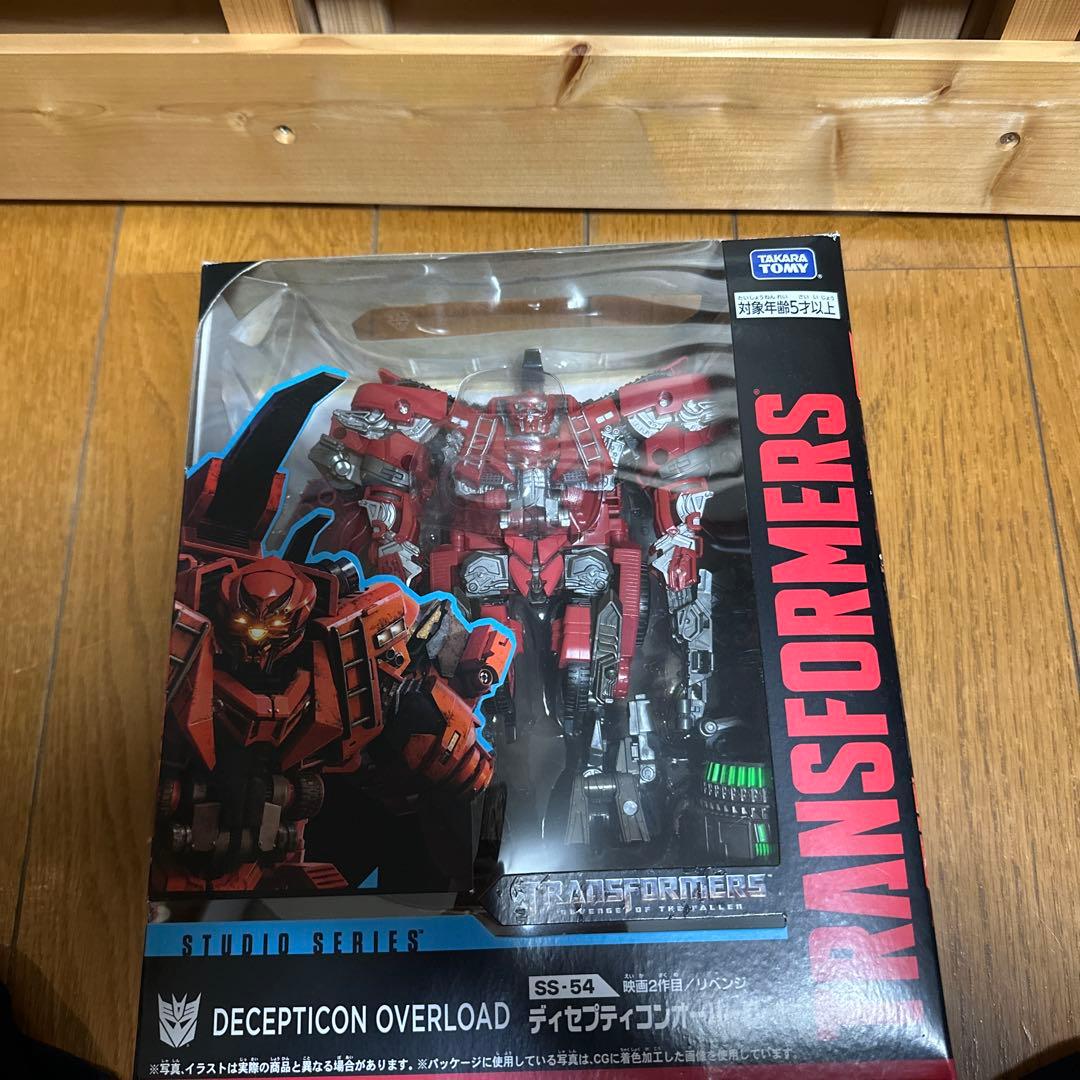 TAKARA
TOMY
たいしょうねんれい さい いじょう
対象年齢5才以上
TRANSFORMERS
TRANSFORMERS
REVENGE OF THE FALLEN
STUDIO SERIES™
SS-54
えい が さく め
映画2作目/リベンジ
DECEPTICON OVERLOAD
ディセプティコンオーバーロード
※写真、イラストは実際の商品と異なる場合があります。※パッケージに使用している写真は、CGに着色加工した画像を使用しています。